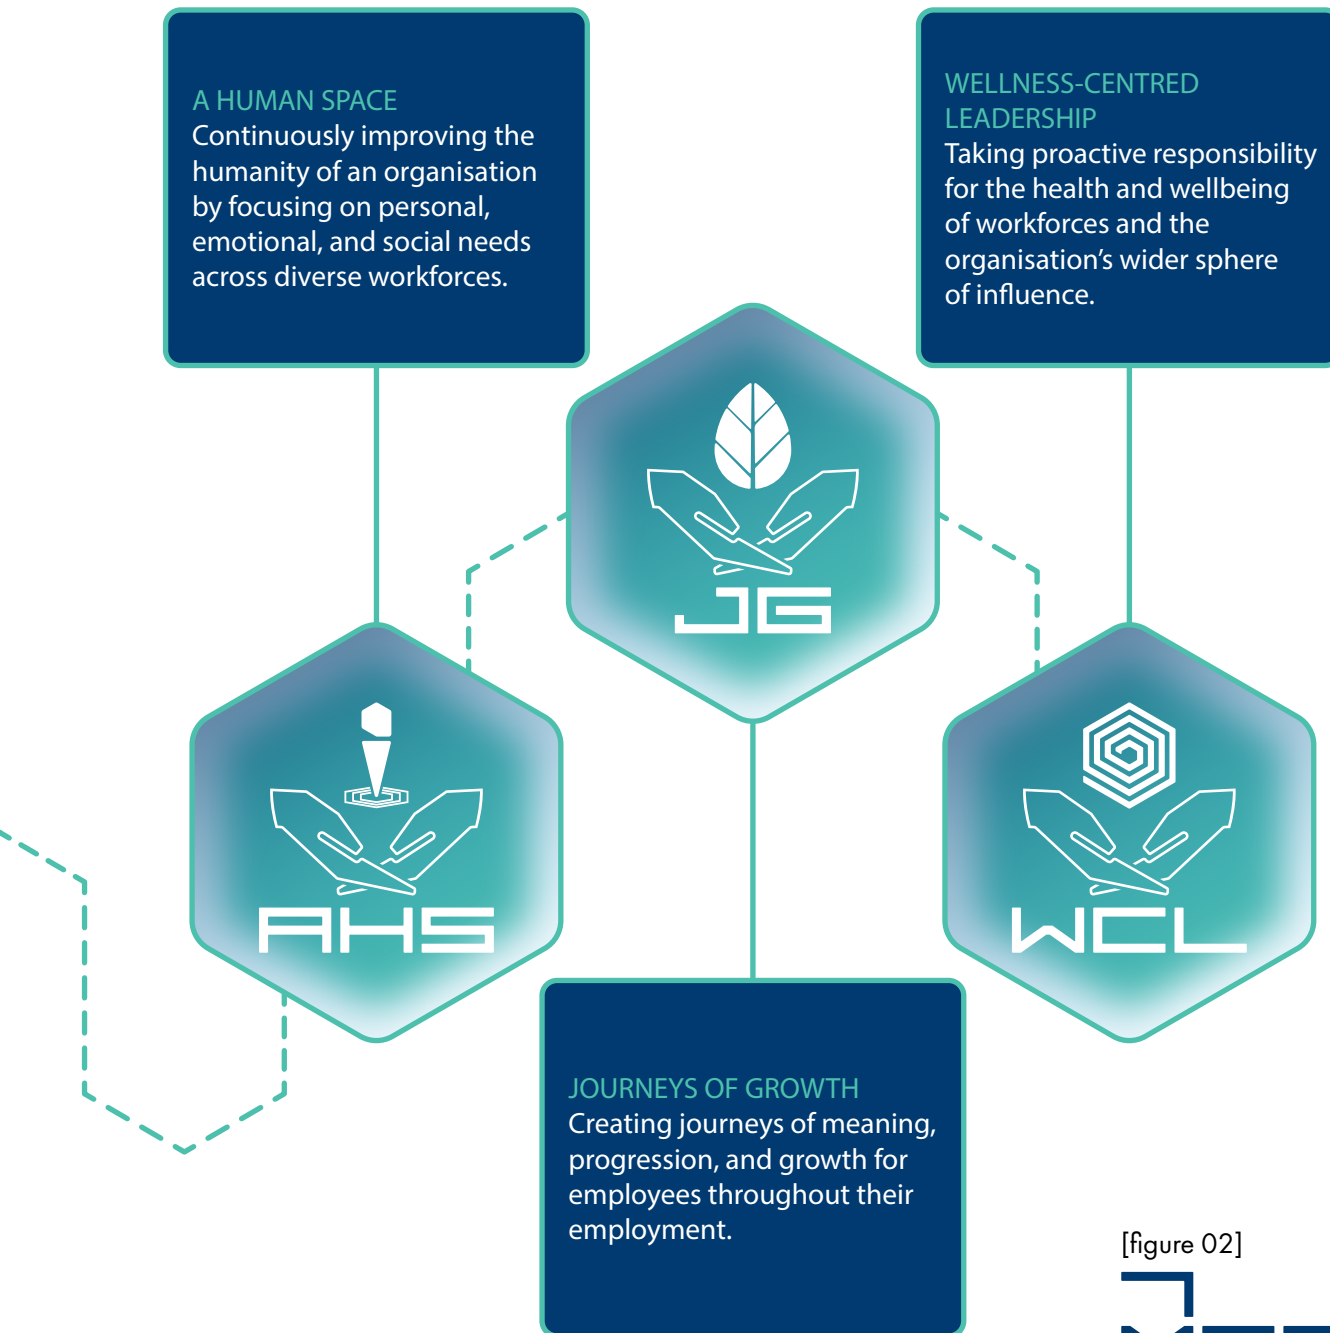 A HUMAN SPACE
Continuously improving the
humanity of an organisation
by focusing on personal,
emotional, and social needs
across diverse workforces.
WELLNESS-CENTRED
LEADERSHIP
Taking proactive responsibility
for the health and wellbeing
of workforces and the
organisation’s wider sphere
of influence.
JG
AHS
WCL
JOURNEYS OF GROWTH
Creating journeys of meaning,
progression, and growth for
employees throughout their
employment.
[figure 02]